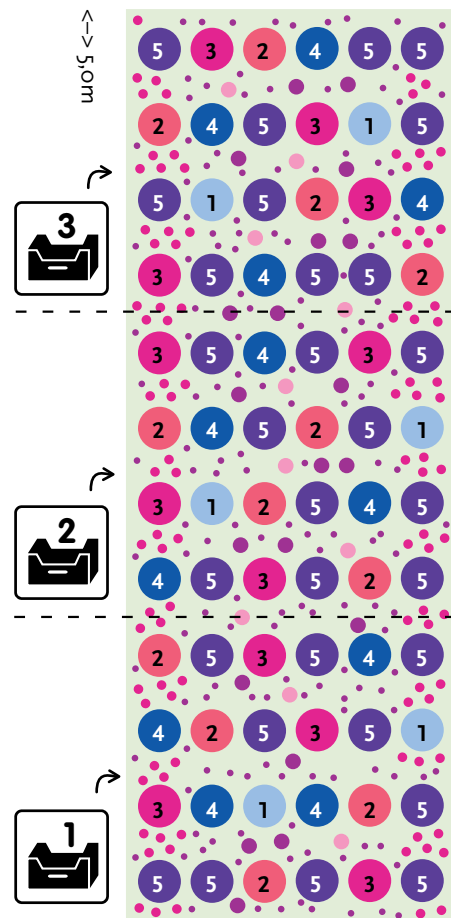 <-> 5,0m
5 3 2 4 5 5
2 4 5 3 1 5
5 1 5 2 3 4
3
3 5 4 5 5 2
3 5 4 5 3 5
2 4 5 2 5 1
3 1 2 5 4 5
2
4 5 3 5 2 5
2 5 3 5 4 5
4 2 5 3 5 1
3 4 1 4 2 5
1
5 5 2 5 3 5